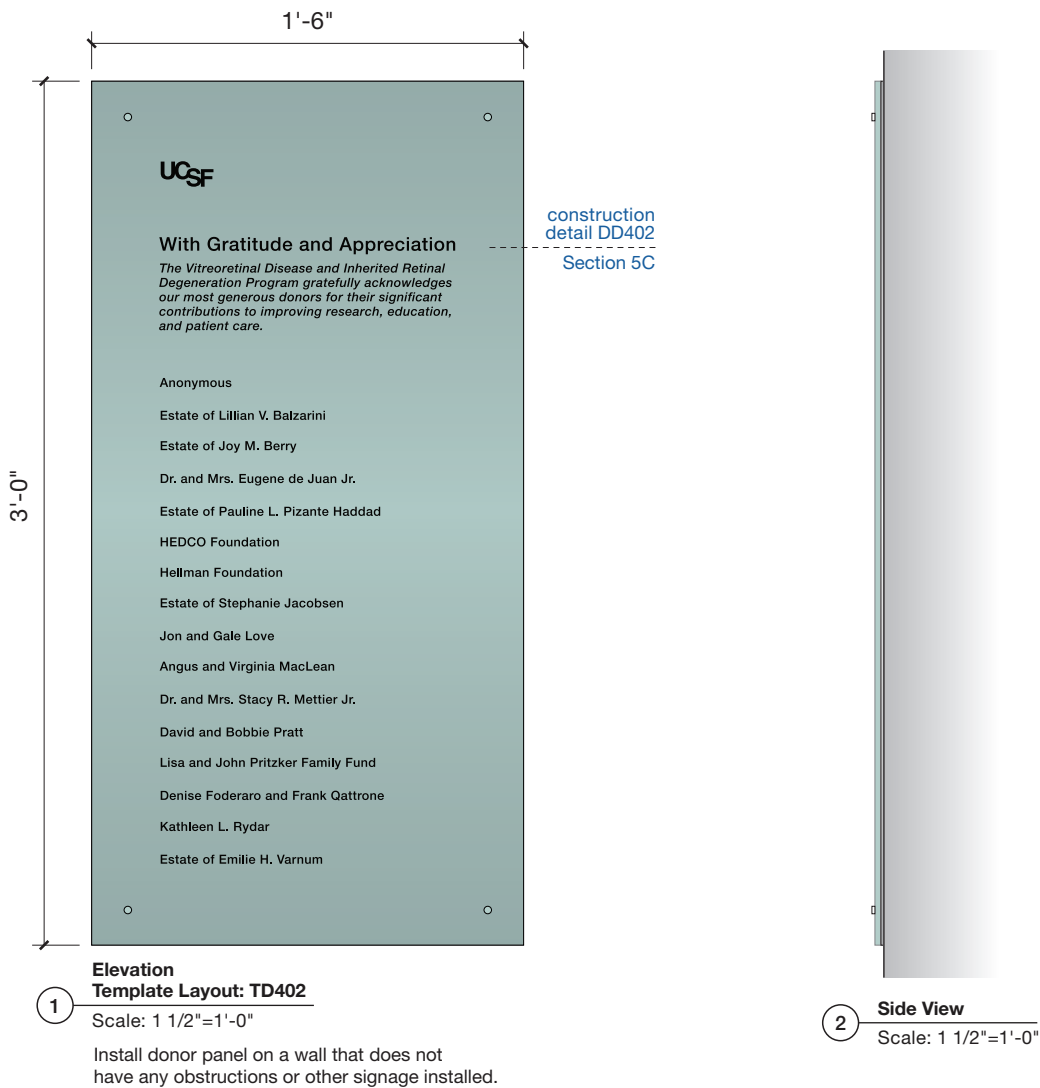 1'-6"
3'-0"
UCSF
With Gratitude and Appreciation
The Vitreoretinal Disease and Inherited Retinal
Degeneration Program gratefully acknowledges
our most generous donors for their significant
contributions to improving research, education,
and patient care.
Anonymous
Estate of Lillian V. Balzarini
Estate of Joy M. Berry
Dr. and Mrs. Eugene de Juan Jr.
Estate of Pauline L. Pizante Haddad
HEDCO Foundation
Hellman Foundation
Estate of Stephanie Jacobsen
Jon and Gale Love
Angus and Virginia MacLean
Dr. and Mrs. Stacy R. Mettier Jr.
David and Bobbie Pratt
Lisa and John Pritzker Family Fund
Denise Foderaro and Frank Qattrone
Kathleen L. Rydar
Estate of Emilie H. Varnum
construction
detail DD402
Section 5C
1
Elevation
Template Layout: TD402
Scale: 1 1/2"=1'-0"
Install donor panel on a wall that does not
have any obstructions or other signage installed.
2
Side View
Scale: 1 1/2"=1'-0"